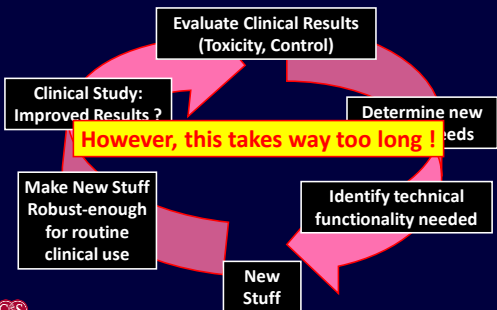 Evaluate Clinical Results
(Toxicity, Control)
Clinical Study:
Improved Results ?
Determine new
eeds
However, this takes way too long !
Make New Stuff
Robust-enough
for routine
clinical use
Identify technical
functionality needed
New
Stuff